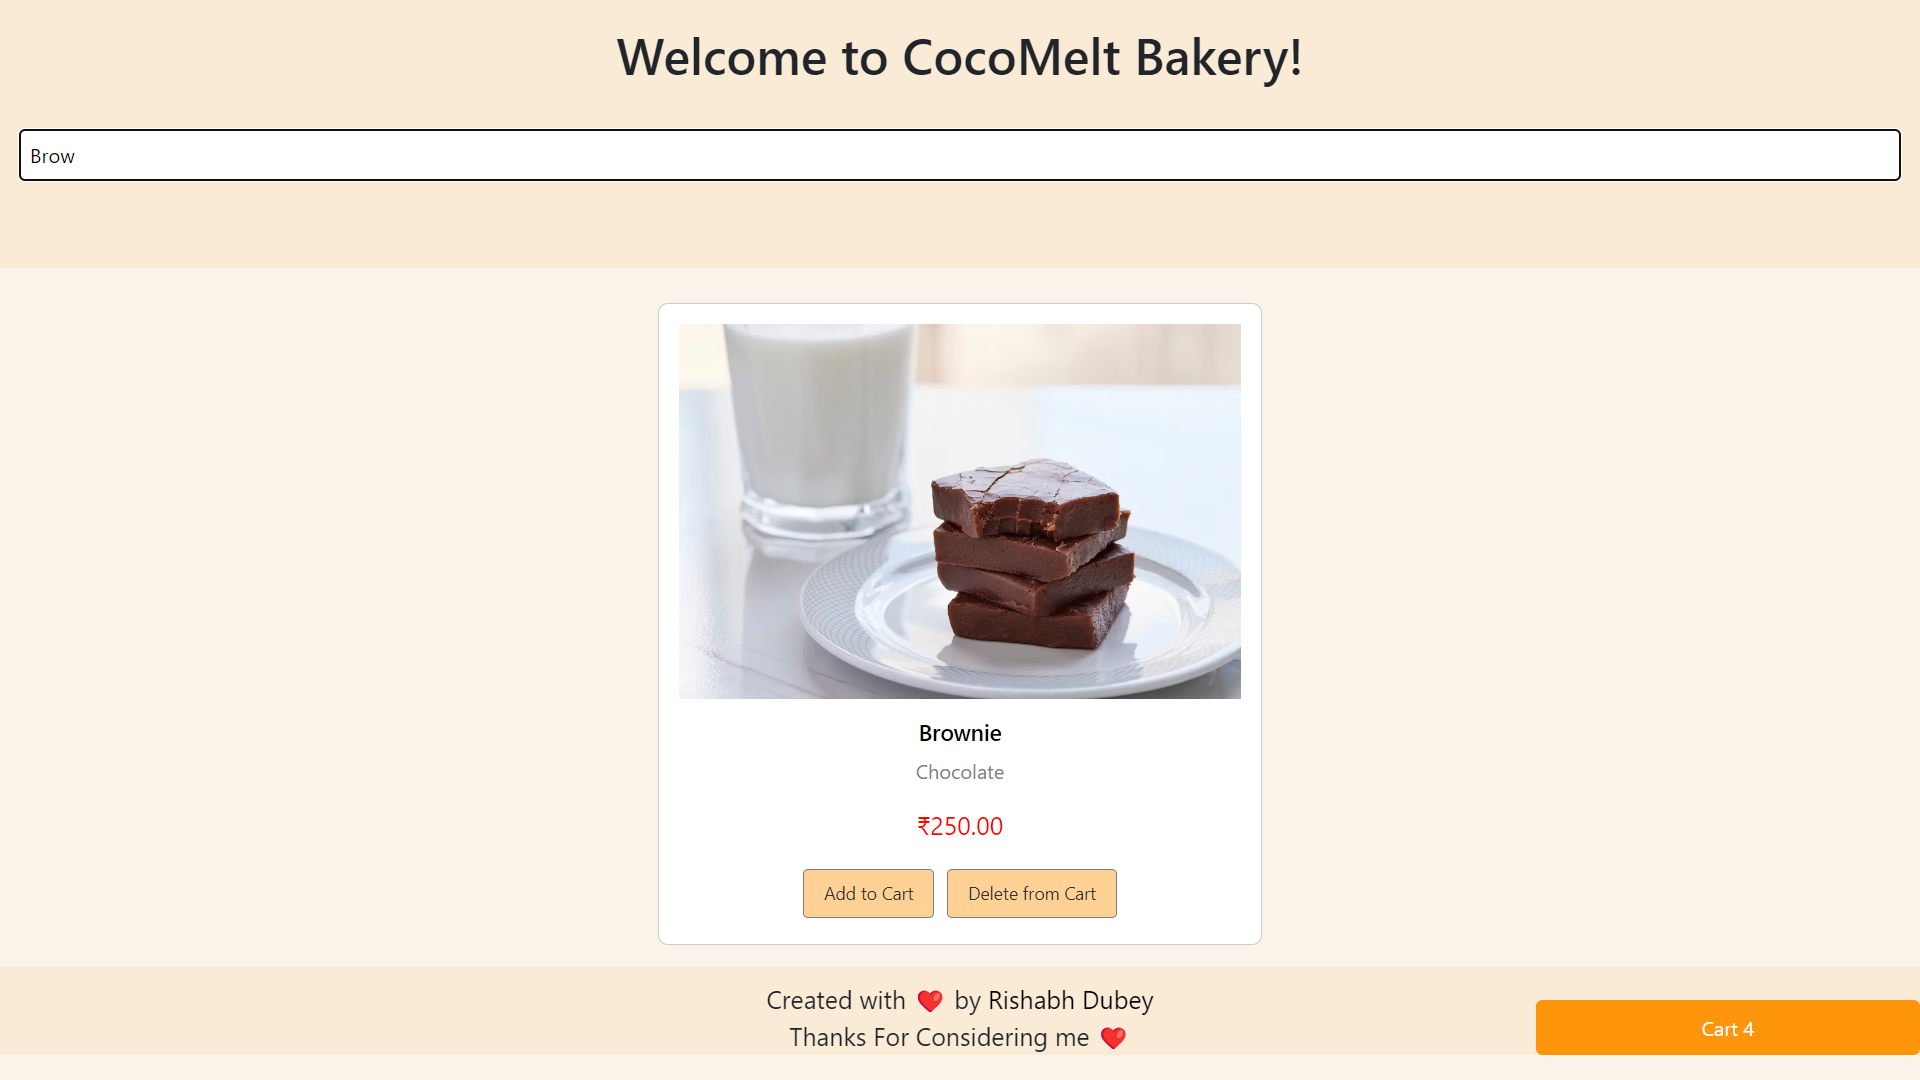 Welcome to CocoMelt Bakery!
Brow
Brownie
Chocolate
₹250.00
Add to Cart Delete from Cart
Created with ❤️ by Rishabh Dubey
Thanks For Considering me ❤️
Cart 4